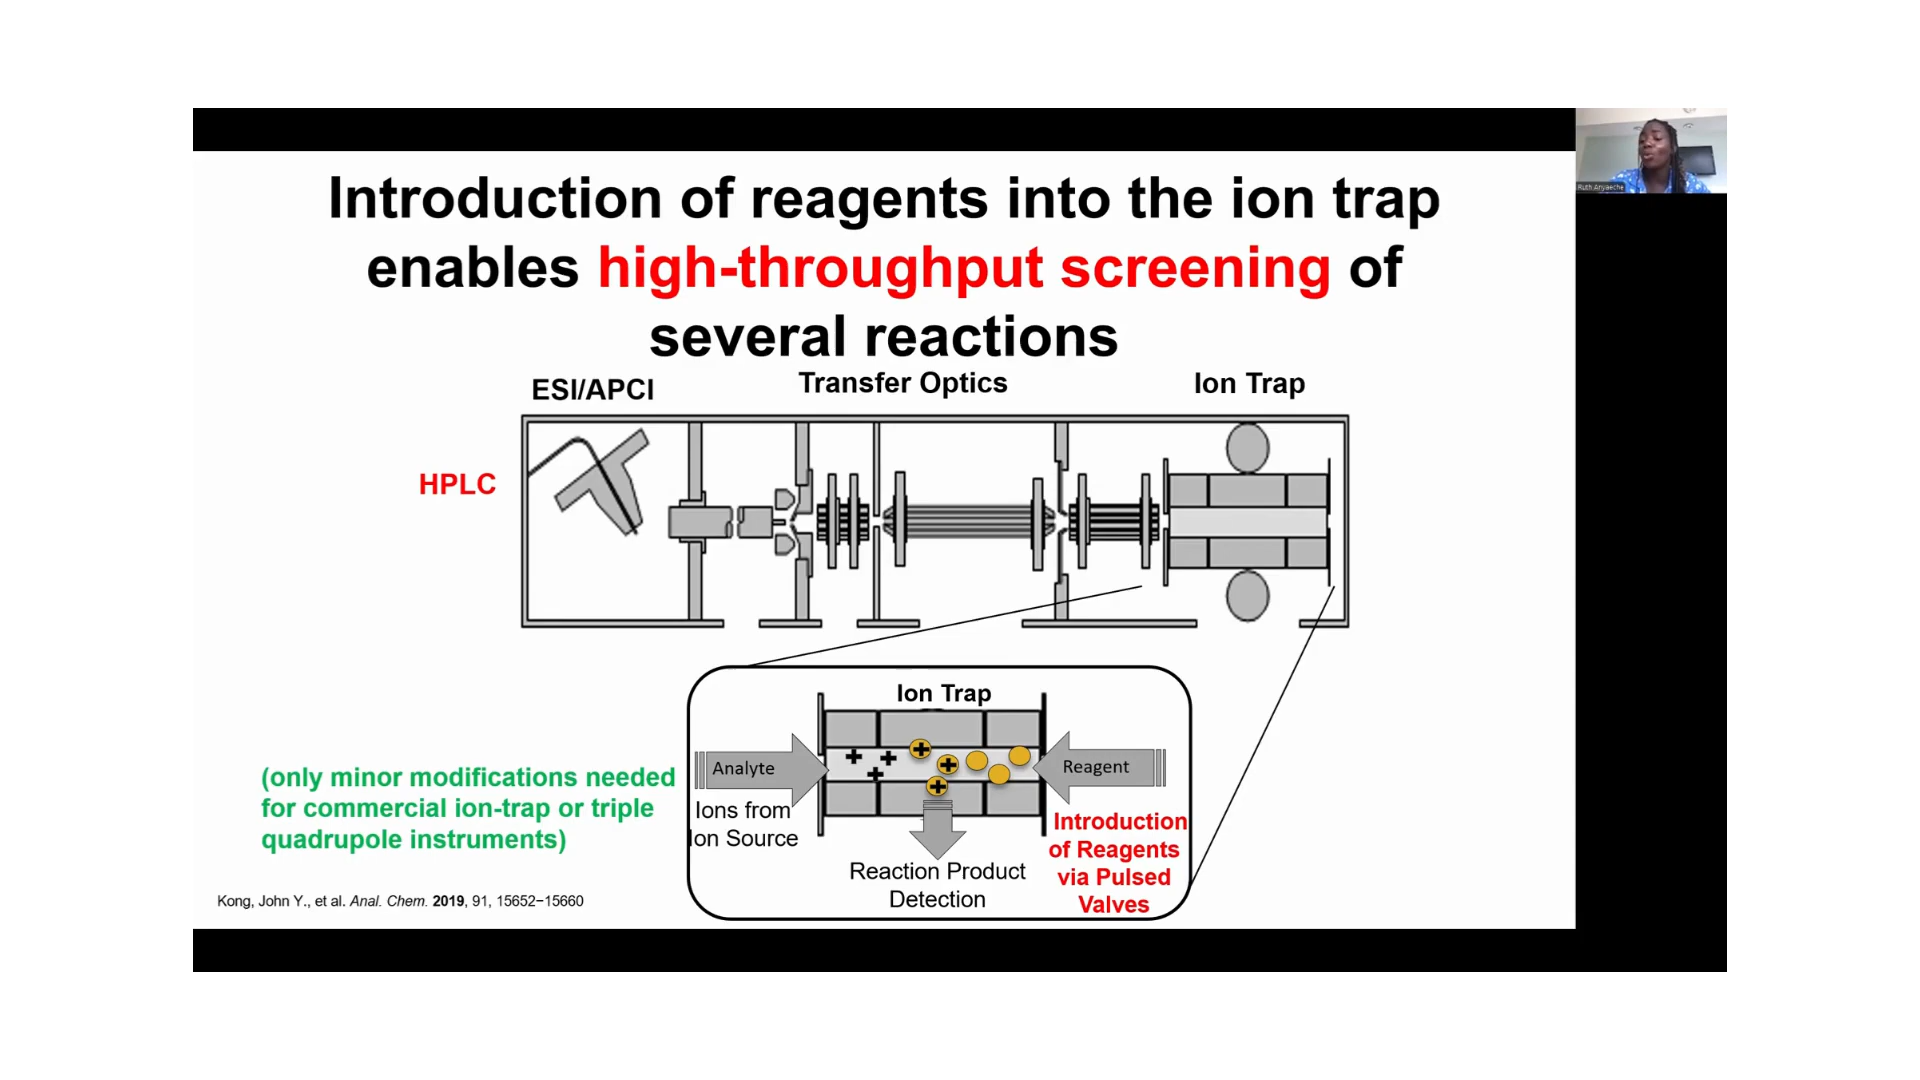 Introduction of reagents into the ion trap
enables high-throughput screening of
several reactions
ESI/APCI
Transfer Optics
Ion Trap
HPLC
Ion Trap
Analyte
Reagent
Ions from
Ion Source
Reaction Product
Detection
Introduction
of Reagents
via Pulsed
Valves
(only minor modifications needed
for commercial ion-trap or triple
quadrupole instruments)
Kong, John Y., et al. Anal. Chem. 2019, 91, 15652−15660
Ruth Anyaeche